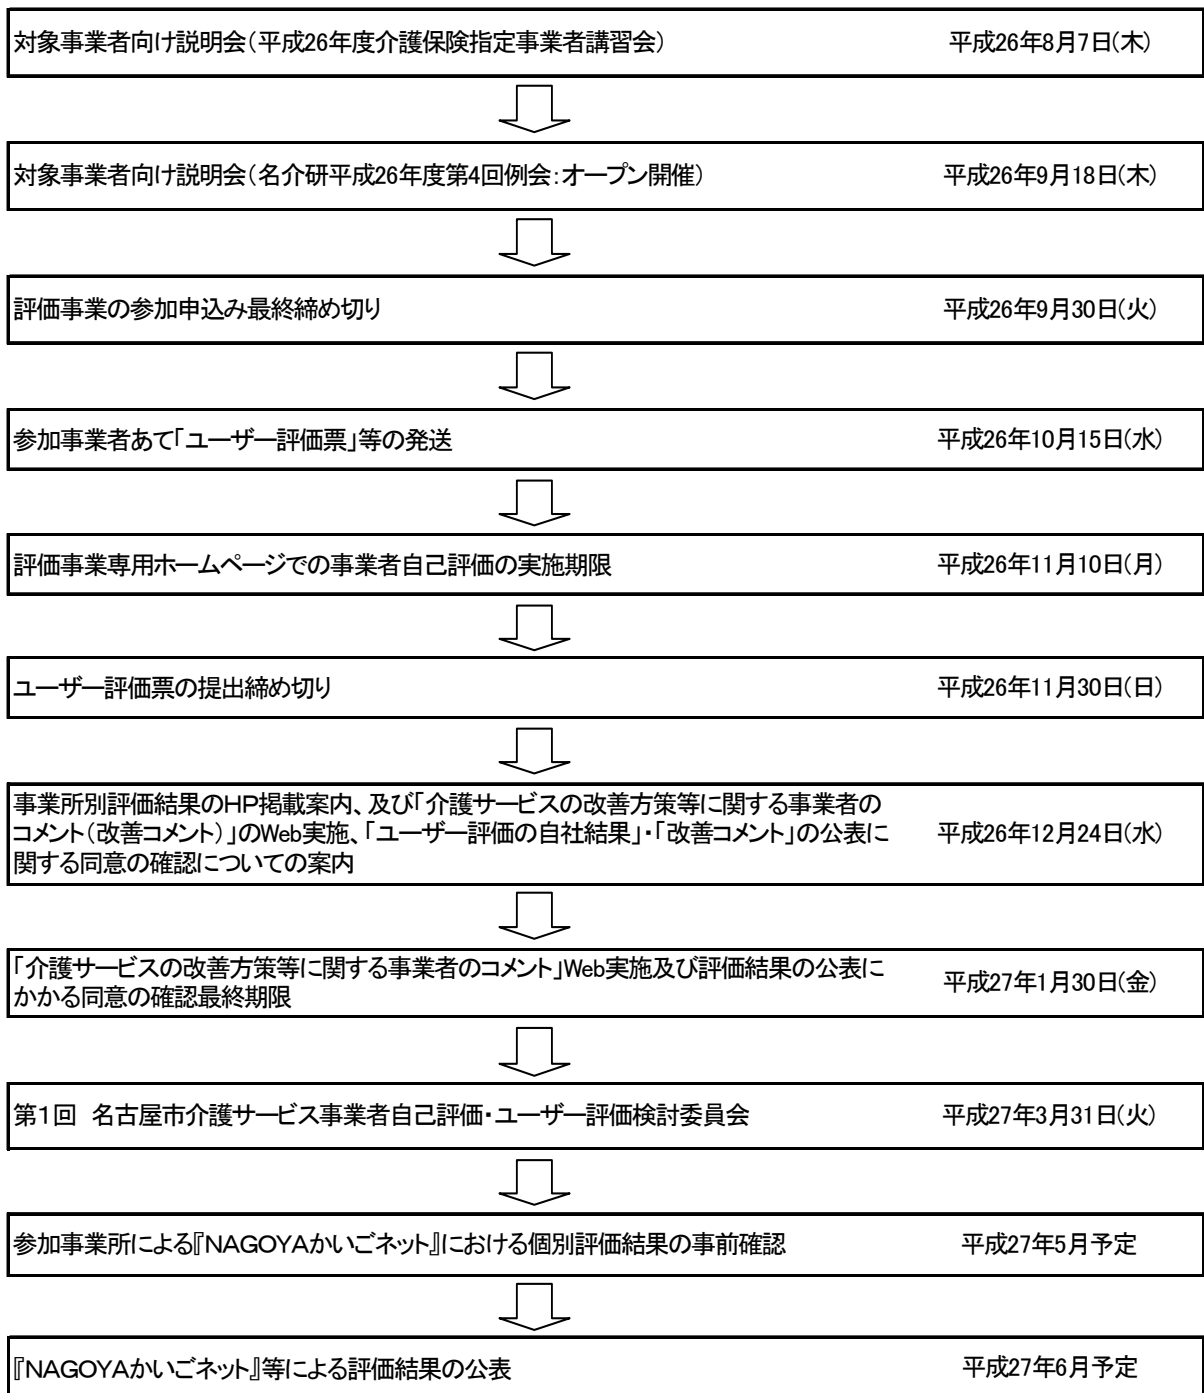 対象事業者向け説明会(平成26年度介護保険指定事業者講習会) 平成26年8月7日(木)
対象事業者向け説明会(名介研平成26年度第4回例会:オープン開催) 平成26年9月18日(木)
評価事業の参加申込み最終締め切り 平成26年9月30日(火)
参加事業者あて「ユーザー評価票」等の発送 平成26年10月15日(水)
評価事業専用ホームページでの事業者自己評価の実施期限 平成26年11月10日(月)
ユーザー評価票の提出締め切り 平成26年11月30日(日)
事業所別評価結果のHP掲載案内、及び「介護サービスの改善方策等に関する事業者の
コメント(改善コメント)」のWeb実施、「ユーザー評価の自社結果」・「改善コメント」の公表に 平成26年12月24日(水)
関する同意の確認についての案内
「介護サービスの改善方策等に関する事業者のコメント」Web実施及び評価結果の公表に
かかる同意の確認最終期限 平成27年1月30日(金)
第1回 名古屋市介護サービス事業者自己評価・ユーザー評価検討委員会 平成27年3月31日(火)
参加事業所による『NAGOYAかいごネット』における個別評価結果の事前確認 平成27年5月予定
『NAGOYAかいごネット』等による評価結果の公表 平成27年6月予定